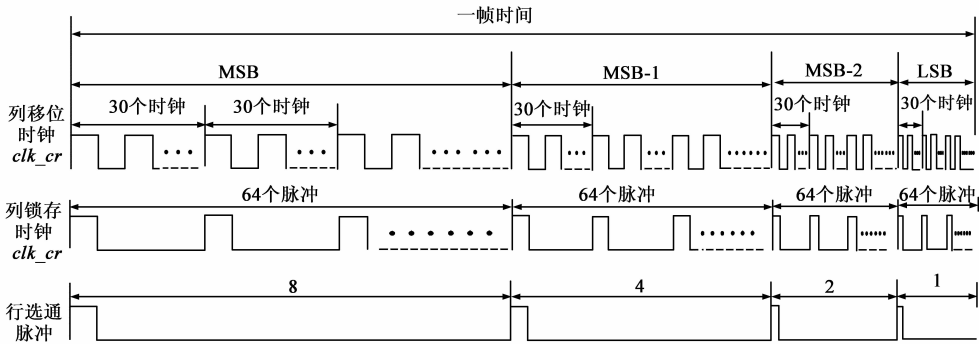 一帧时间
MSB
MSB-1
MSB-2
LSB
列移位
时钟
clk_cr
30个时钟
30个时钟
30个时钟
30个时钟
30个时钟
列锁存
时钟
clk_cr
64个脉冲
64个脉冲
64个脉冲
64个脉冲
行选通
脉冲
8
4
2
1